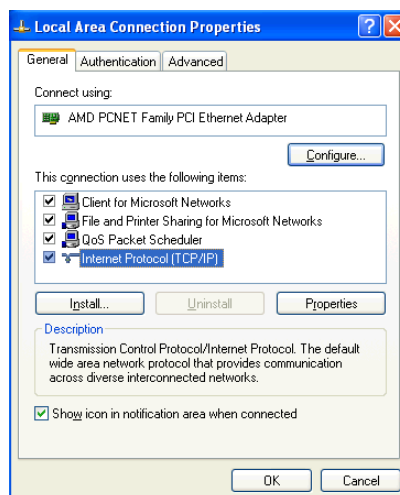 Local Area Connection Properties
General Authentication Advanced
Connect using:
AMD PCNET Family PCI Ethernet Adapter
Configure...
This connection uses the following items:
Client for Microsoft Networks
File and Printer Sharing for Microsoft Networks
QoS Packet Scheduler
Internet Protocol (TCP/IP)
Install... Uninstall Properties
Description
Transmission Control Protocol/Internet Protocol. The default
wide area network protocol that provides communication
across diverse interconnected networks.
Show icon in notification area when connected
OK Cancel